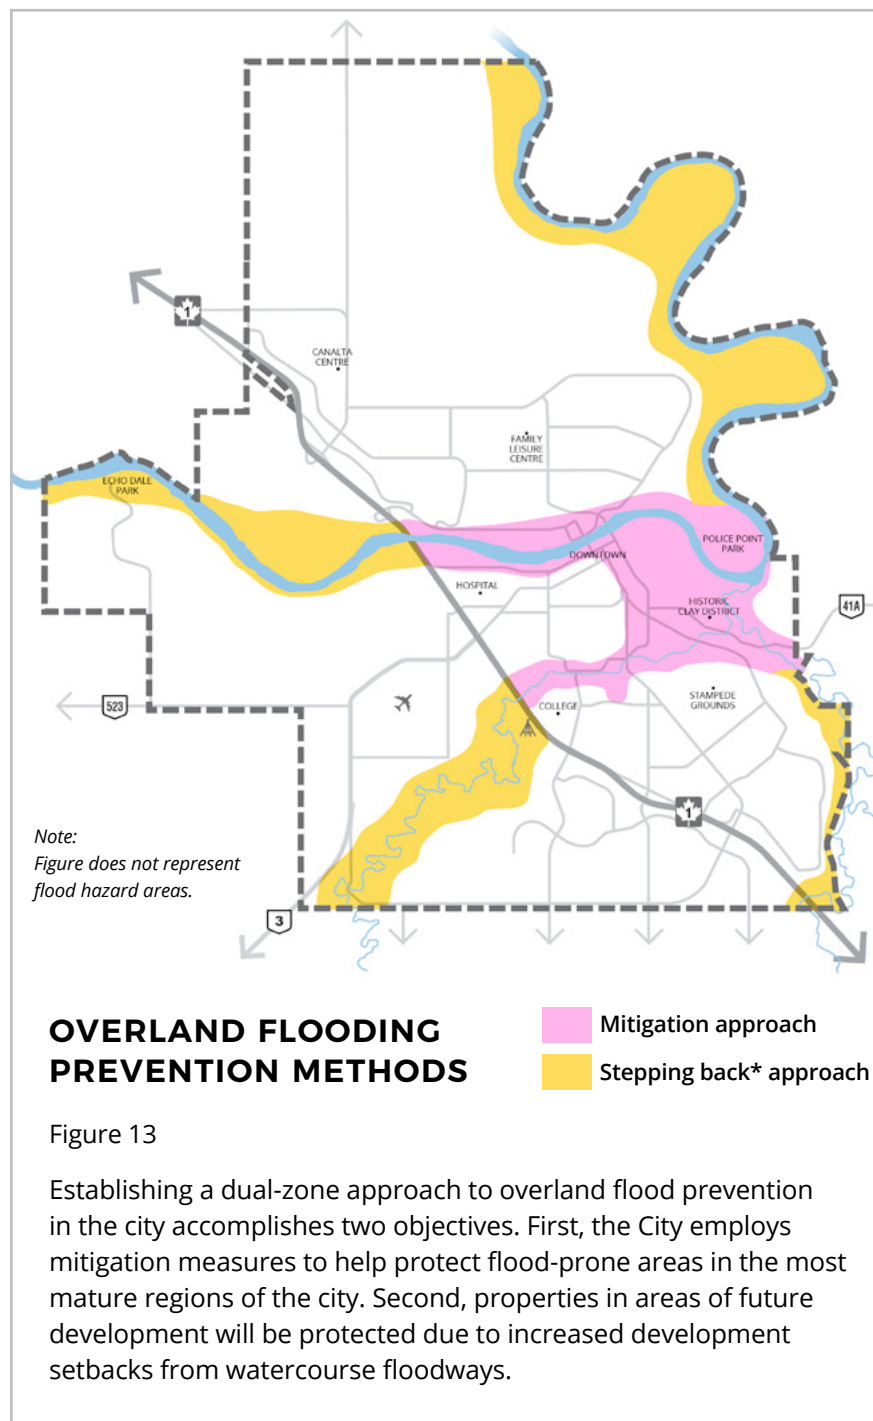 1
CANALTA
CENTRE
FAMILY
LEISURE
CENTRE
ECHO DALE
PARK
POLICE POINT
PARK
DOWNTOWN
HOSPITAL
HISTORIC
CLAY DISTRICT
41A
523
COLLEGE
STAMPEDE
GROUNDS
1
Note:
Figure does not represent
flood hazard areas.
3
OVERLAND FLOODING
PREVENTION METHODS
Mitigation approach
Stepping back* approach
Figure 13
Establishing a dual-zone approach to overland flood prevention
in the city accomplishes two objectives. First, the City employs
mitigation measures to help protect flood-prone areas in the most
mature regions of the city. Second, properties in areas of future
development will be protected due to increased development
setbacks from watercourse floodways.